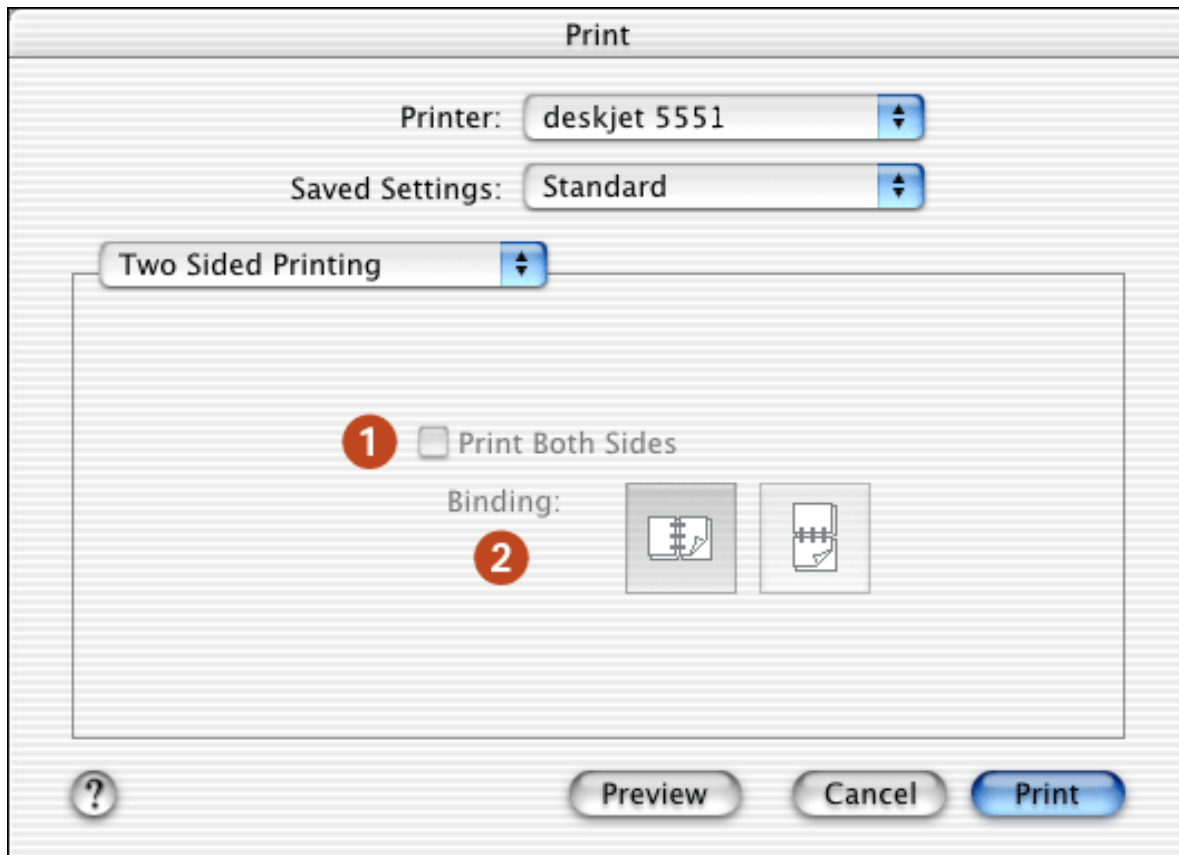 Print
Printer: deskjet 5551
Saved Settings: Standard
Two Sided Printing
1 Print Both Sides
Binding:
2
? Preview Cancel Print